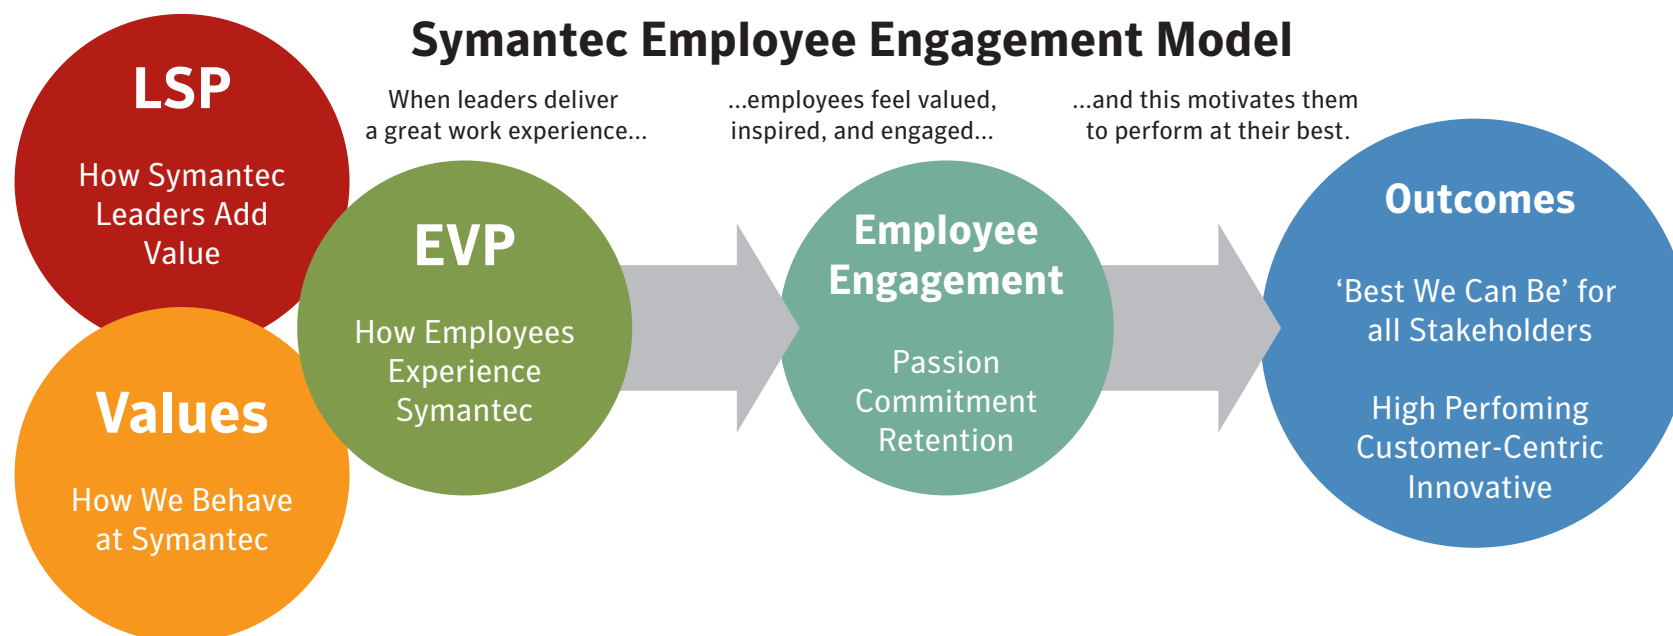 Symantec Employee Engagement Model
LSP
How Symantec
Leaders Add
Value
Values
How We Behave
at Symantec
When leaders deliver
a great work experience...
EVP
How Employees
Experience
Symantec
...employees feel valued,
inspired, and engaged...
Employee
Engagement
Passion
Commitment
Retention
...and this motivates them
to perform at their best.
Outcomes
‘Best We Can Be’ for
all Stakeholders
High Perfoming
Customer-Centric
Innovative